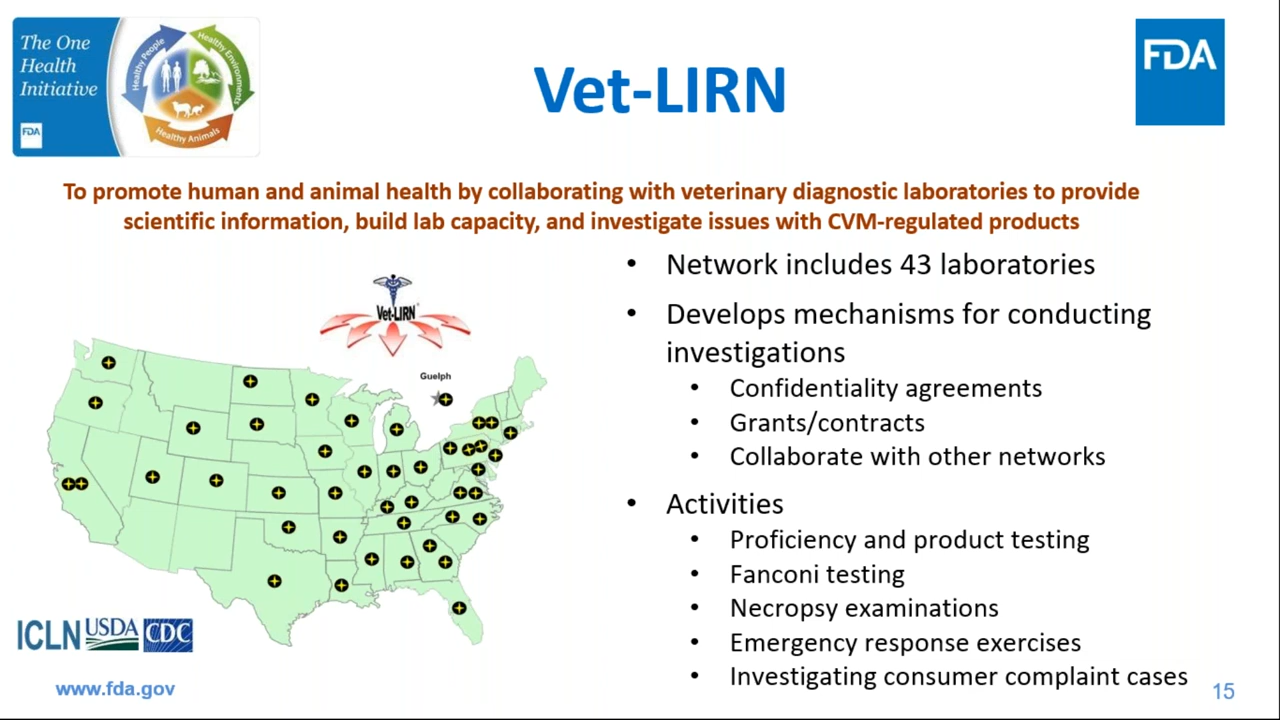 The One
Health
Initiative
FDA
Healthy People
Healthy Environments
Healthy Animals
Vet-LIRN
FDA
To promote human and animal health by collaborating with veterinary diagnostic laboratories to provide
scientific information, build lab capacity, and investigate issues with CVM-regulated products
Vet-LIRN
Guelph
• Network includes 43 laboratories
• Develops mechanisms for conducting
investigations
• Confidentiality agreements
• Grants/contracts
• Collaborate with other networks
• Activities
• Proficiency and product testing
• Fanconi testing
• Necropsy examinations
• Emergency response exercises
• Investigating consumer complaint cases
ICLN USDA CDC
www.fda.gov
15